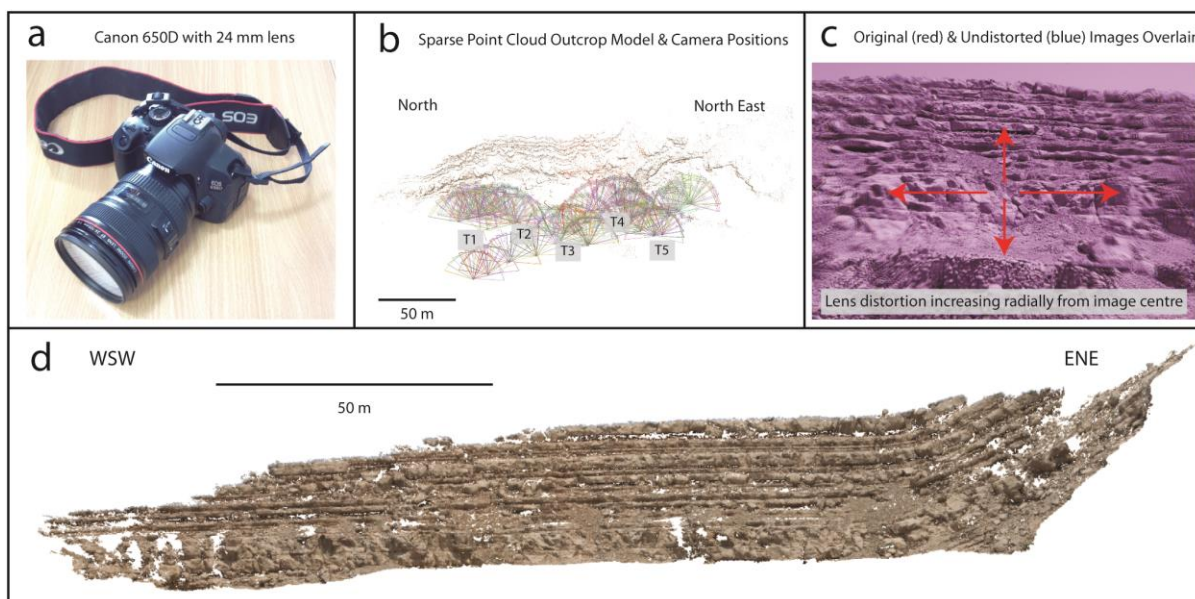 a
Canon 650D with 24 mm lens
EOS
Canon
b
Sparse Point Cloud Outcrop Model & Camera Positions
North
North East
T1
T2
T3
T4
T5
50 m
c
Original (red) & Undistorted (blue) Images Overlain
Lens distortion increasing radially from image centre
d
WSW
ENE
50 m